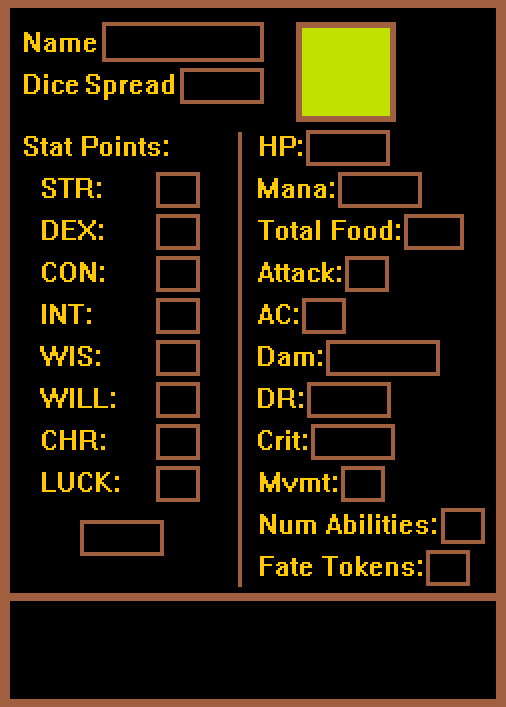 Name
Dice Spread
Stat Points:
STR:
DEX:
CON:
INT:
WIS:
WILL:
CHR:
LUCK:
HP:
Mana:
Total Food:
Attack:
AC:
Dam:
DR:
Crit:
Mvmt:
Num Abilities:
Fate Tokens: